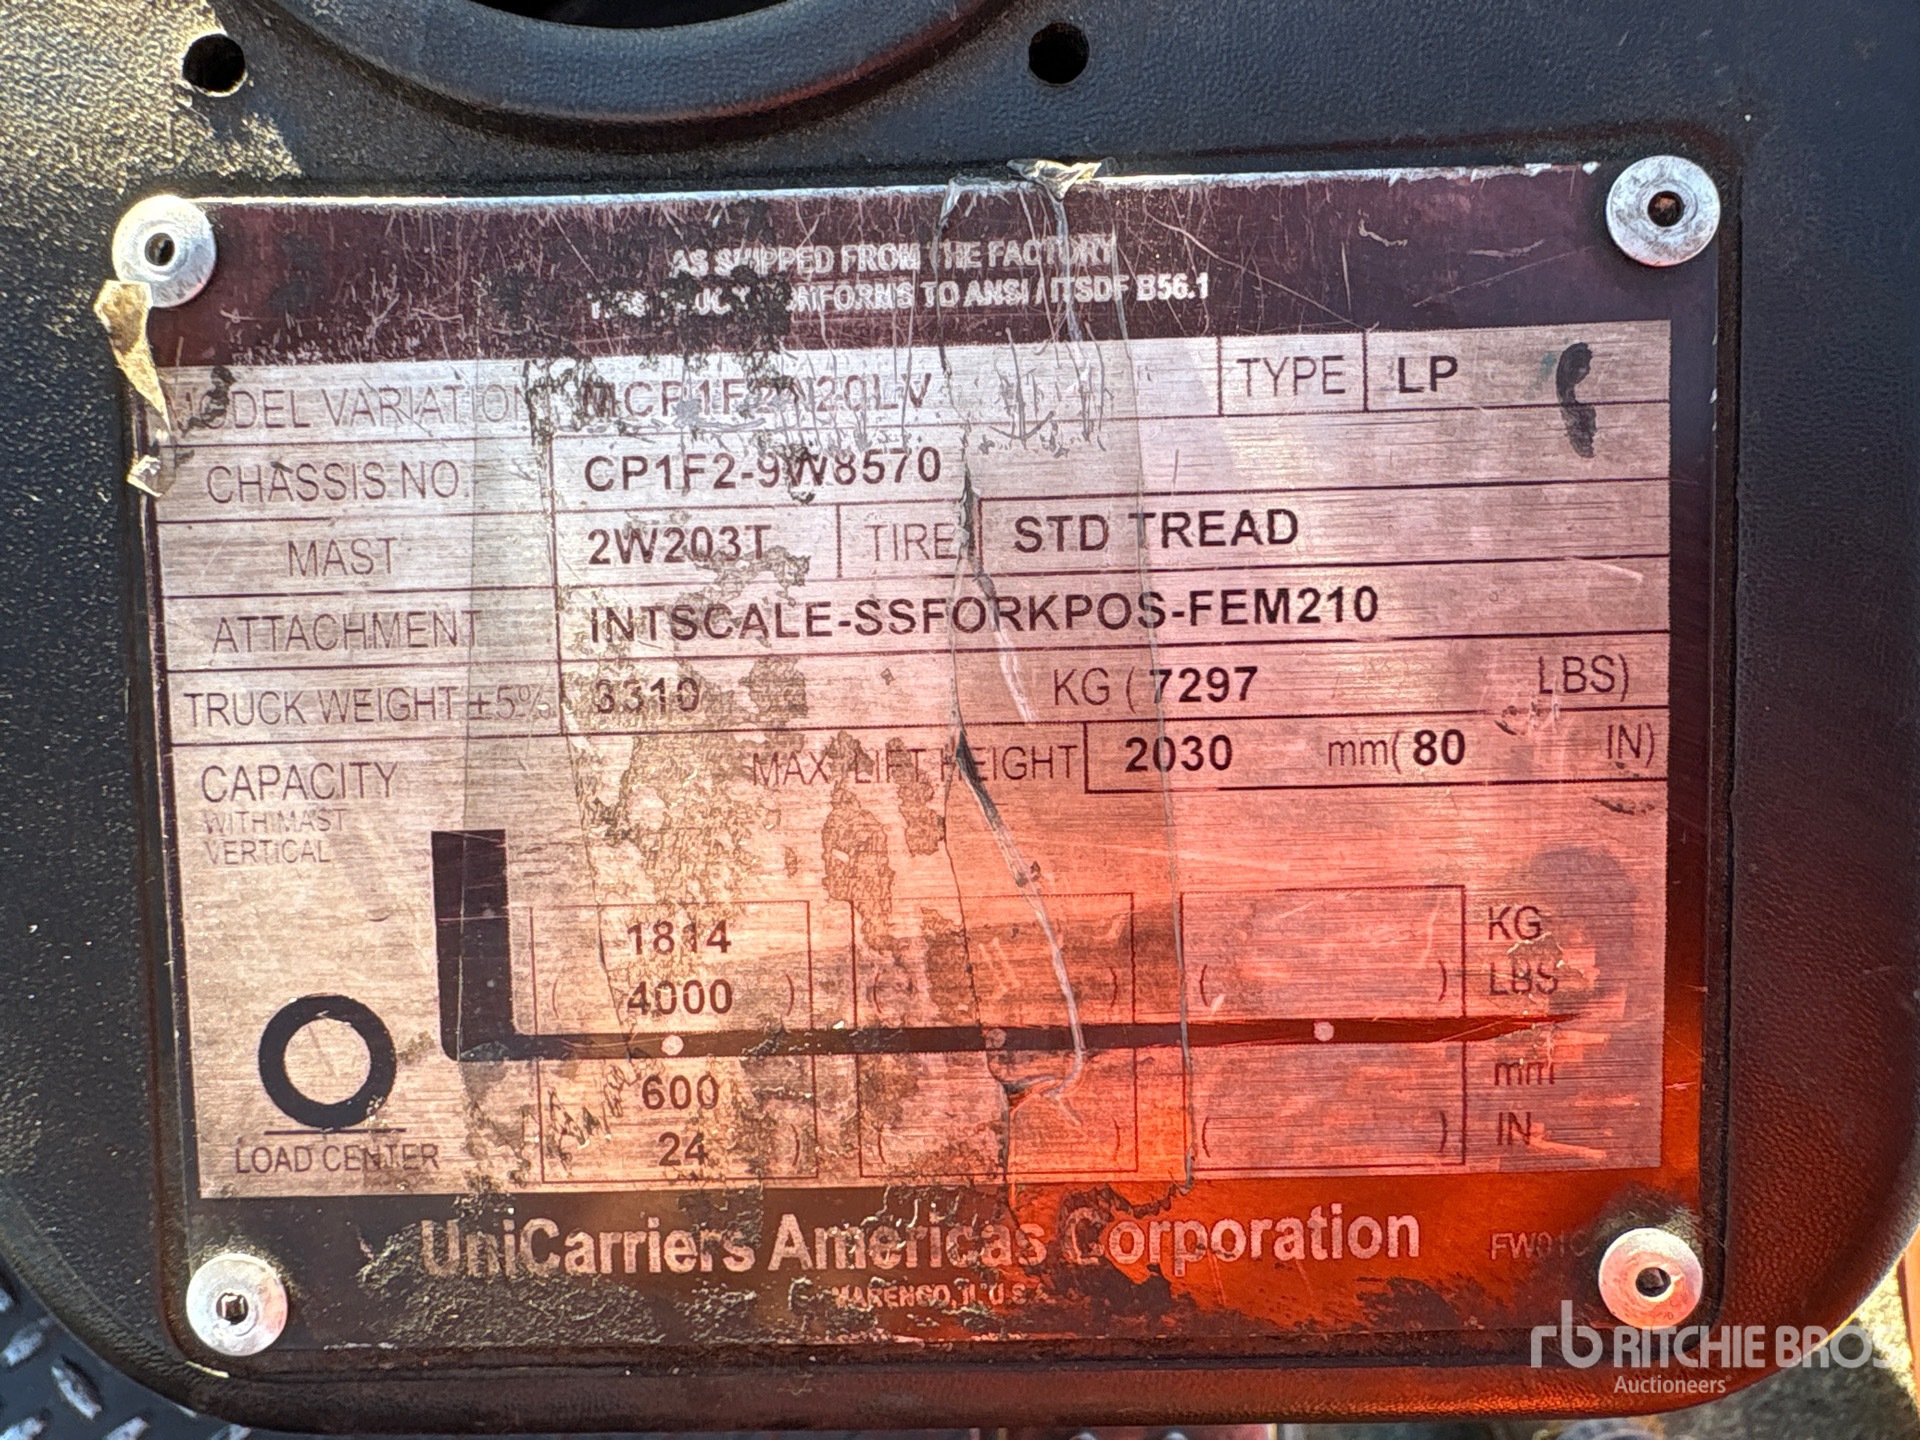 AS SHIPPED FROM THE FACTORY
CONFORMS TO ANSI / ITSDF B56.1
MODEL VARIATION TYPE LP
CHASSIS NO. CP1F2-9W8570
MAST 2W203T TIRE STD TREAD
ATTACHMENT INTSCALE-SSFORKPOS-FEM210
TRUCK WEIGHT ±5% 3310 KG ( 7297 LBS)
MAX LIFT HEIGHT 2030 mm( 80 IN)
CAPACITY
WITH MAST
VERTICAL
1814 KG
( 4000 ) ( ) ( ) LBS
600 mm
24 ) ( ) ( ) IN
LOAD CENTER
UniCarriers Americas Corporation
MARENGO, IL U.S.A.
RITCHIE BROS
Auctioneers